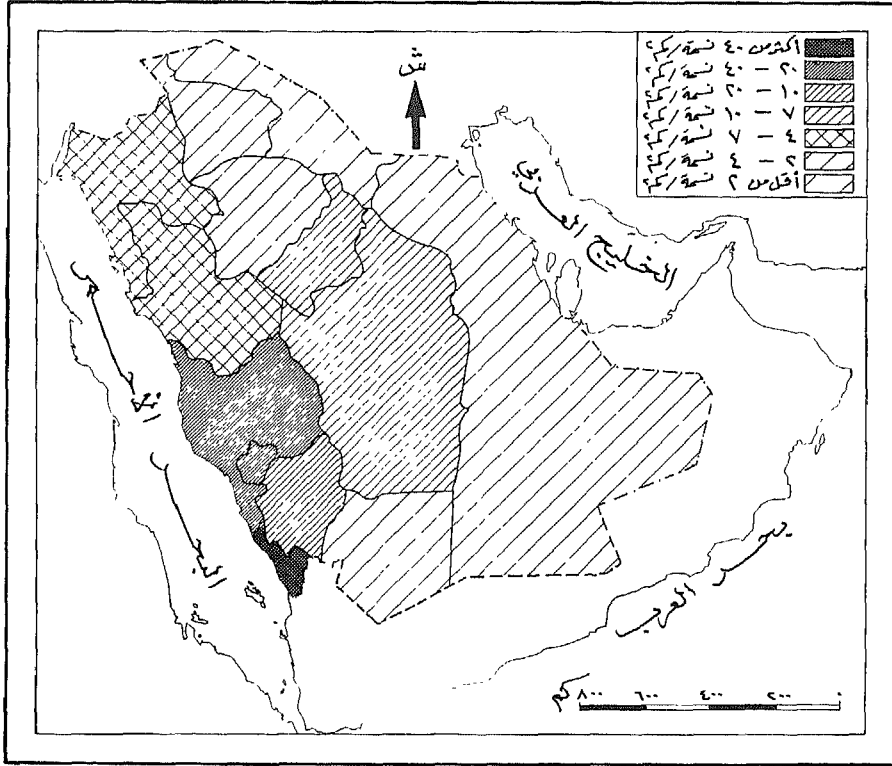 أكثر من ٤٠ نسمة/كم٢
٢٠ - ٤٠ نسمة/كم٢
١٠ - ٢٠ نسمة/كم٢
٧ - ١٠ نسمة/كم٢
٤ - ٧ نسمة/كم٢
٢ - ٤ نسمة/كم٢
أقل من ٢ نسمة/كم٢
ش
الخليج العربي
البحر الأحمر
بحر العرب
كم ٨٠٠ ٦٠٠ ٤٠٠ ٢٠٠ ٠